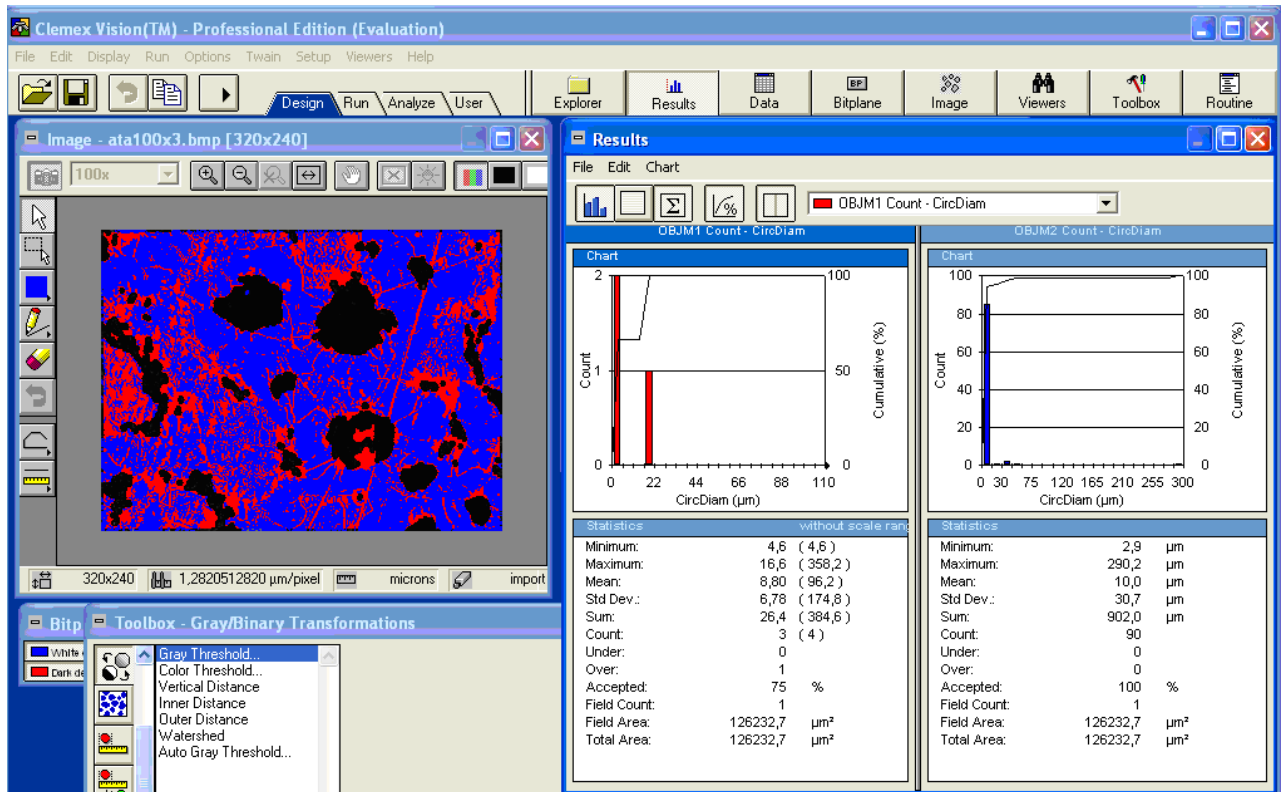 Clemex Vision(TM) - Professional Edition (Evaluation)
File Edit Display Run Options Twain Setup Viewers Help
Design Run Analyze User
Explorer Results Data Bitplane Image Viewers Toolbox Routine
BP
Image - ata100x3.bmp [320x240]
100x
320x240 1,2820512820 µm/pixel microns import
Bitp
White
Dark de
Toolbox - Gray/Binary Transformations
Gray Threshold...
Color Threshold...
Vertical Distance
Inner Distance
Outer Distance
Watershed
Auto Gray Threshold...
Results
File Edit Chart
Σ %
OBJM1 Count - CircDiam
OBJM1 Count - CircDiam
Chart
2 100
Count
1 50
Cumulative (%)
0 0
0 22 44 66 88 110
CircDiam (µm)
Statistics without scale rang
Minimum: 4,6 ( 4,6 )
Maximum: 16,6 ( 358,2 )
Mean: 8,80 ( 96,2 )
Std Dev.: 6,78 ( 174,8 )
Sum: 26,4 ( 384,6 )
Count: 3 ( 4 )
Under: 0
Over: 1
Accepted: 75 %
Field Count: 1
Field Area: 126232,7 µm²
Total Area: 126232,7 µm²
OBJM2 Count - CircDiam
Chart
100 100
80 80
60 60
Count
Cumulative (%)
40 40
20 20
0 0
0 30 75 120 165 210 255 300
CircDiam (µm)
Statistics
Minimum: 2,9 µm
Maximum: 290,2 µm
Mean: 10,0 µm
Std Dev.: 30,7 µm
Sum: 902,0 µm
Count: 90
Under: 0
Over: 0
Accepted: 100 %
Field Count: 1
Field Area: 126232,7 µm²
Total Area: 126232,7 µm²